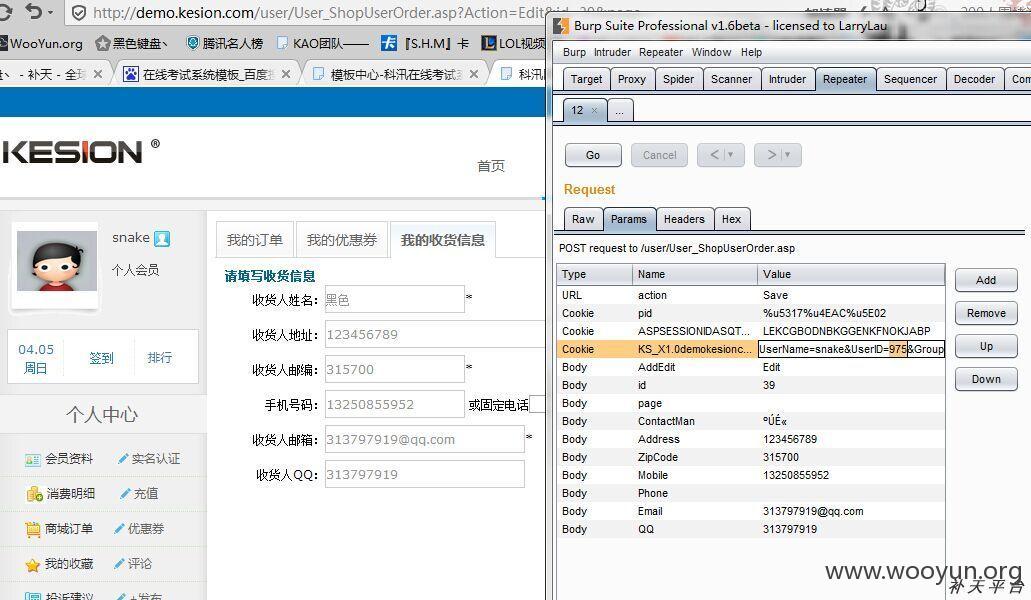 http://demo.kesion.com/user/User_ShopUserOrder.asp?Action=Edit&id=39&page=
WooYun.org 黑色键盘丶 腾讯名人榜 KAO团队—— 『S.H.M』卡 LOL视频
- 补天 - 全球 在线考试系统模板_百度 模板中心-科汛在线考试 科汛
KESION ®
首页
snake
个人会员
04.05
周日
签到
排行
个人中心
会员资料 实名认证
消费明细 充值
商城订单 优惠券
我的收藏 评论
投诉建议 +发布
我的订单 我的优惠券 我的收货信息
请填写收货信息
收货人姓名: 黑色 *
收货人地址: 123456789
收货人邮编: 315700 *
手机号码: 13250855952 或固定电话
收货人邮箱: 313797919@qq.com *
收货人QQ: 313797919
Burp Suite Professional v1.6beta - licensed to LarryLau
Burp Intruder Repeater Window Help
Target Proxy Spider Scanner Intruder Repeater Sequencer Decoder Com
12 × ...
Go Cancel < > 
Request
Raw Params Headers Hex
POST request to /user/User_ShopUserOrder.asp
Type Name Value
URL action Save
Cookie pid %u5317%u4EAC%u5E02
Cookie ASPSESSIONIDASQT... LEKCGBODNBKGGENKFNOKJABP
Cookie KS_X1.0demokesionc... UserName=snake&UserID=975&Group
Body AddEdit Edit
Body id 39
Body page
Body ContactMan ºÚÉ«
Body Address 123456789
Body ZipCode 315700
Body Mobile 13250855952
Body Phone
Body Email 313797919@qq.com
Body QQ 313797919
Add
Remove
Up
Down
www.wooyun.org
补天平台